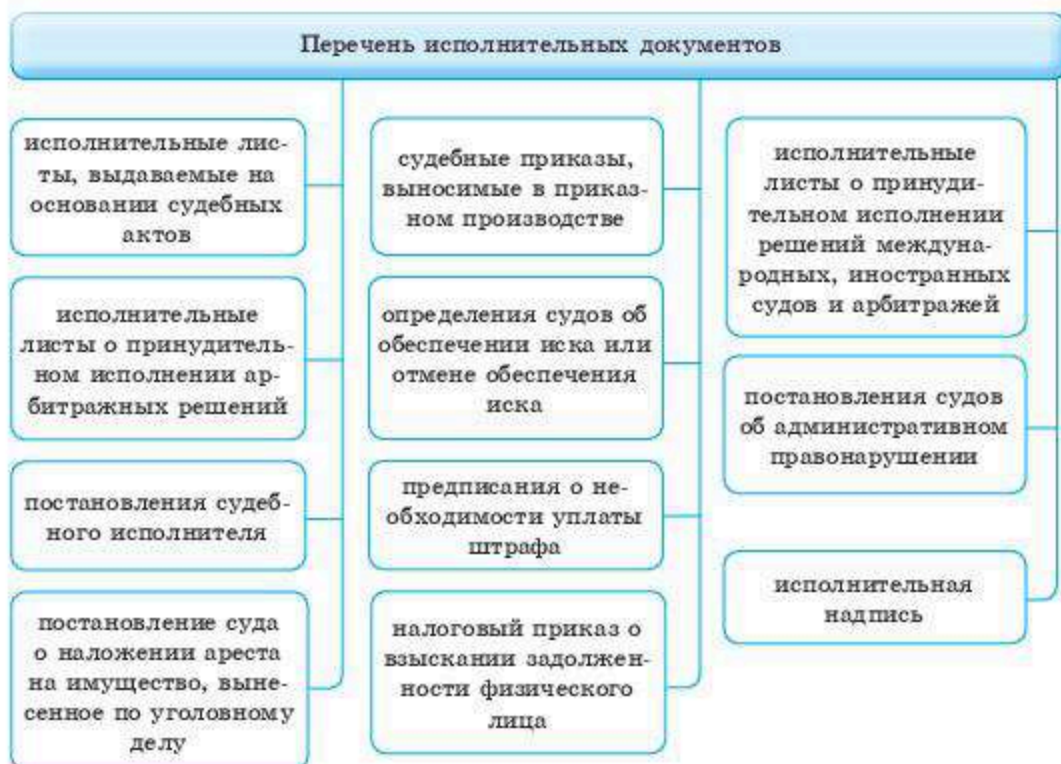 Перечень исполнительных документов
исполнительные лис-
ты, выдаваемые на
основании судебных
актов
исполнительные
листы о принудитель-
ном исполнении ар-
битражных решений
постановления судеб-
ного исполнителя
постановление суда
о наложении ареста
на имущество, выне-
сенное по уголовному
делу
судебные приказы,
выносимые в приказ-
ном производстве
определения судов об
обеспечении иска или
отмене обеспечения
иска
предписания о не-
обходимости уплаты
штрафа
налоговый приказ о
взыскании задолжен-
ности физического
лица
исполнительные
листы о принуди-
тельном исполнении
решений междуна-
родных, иностранных
судов и арбитражей
постановления судов
об административном
правонарушении
исполнительная
надпись